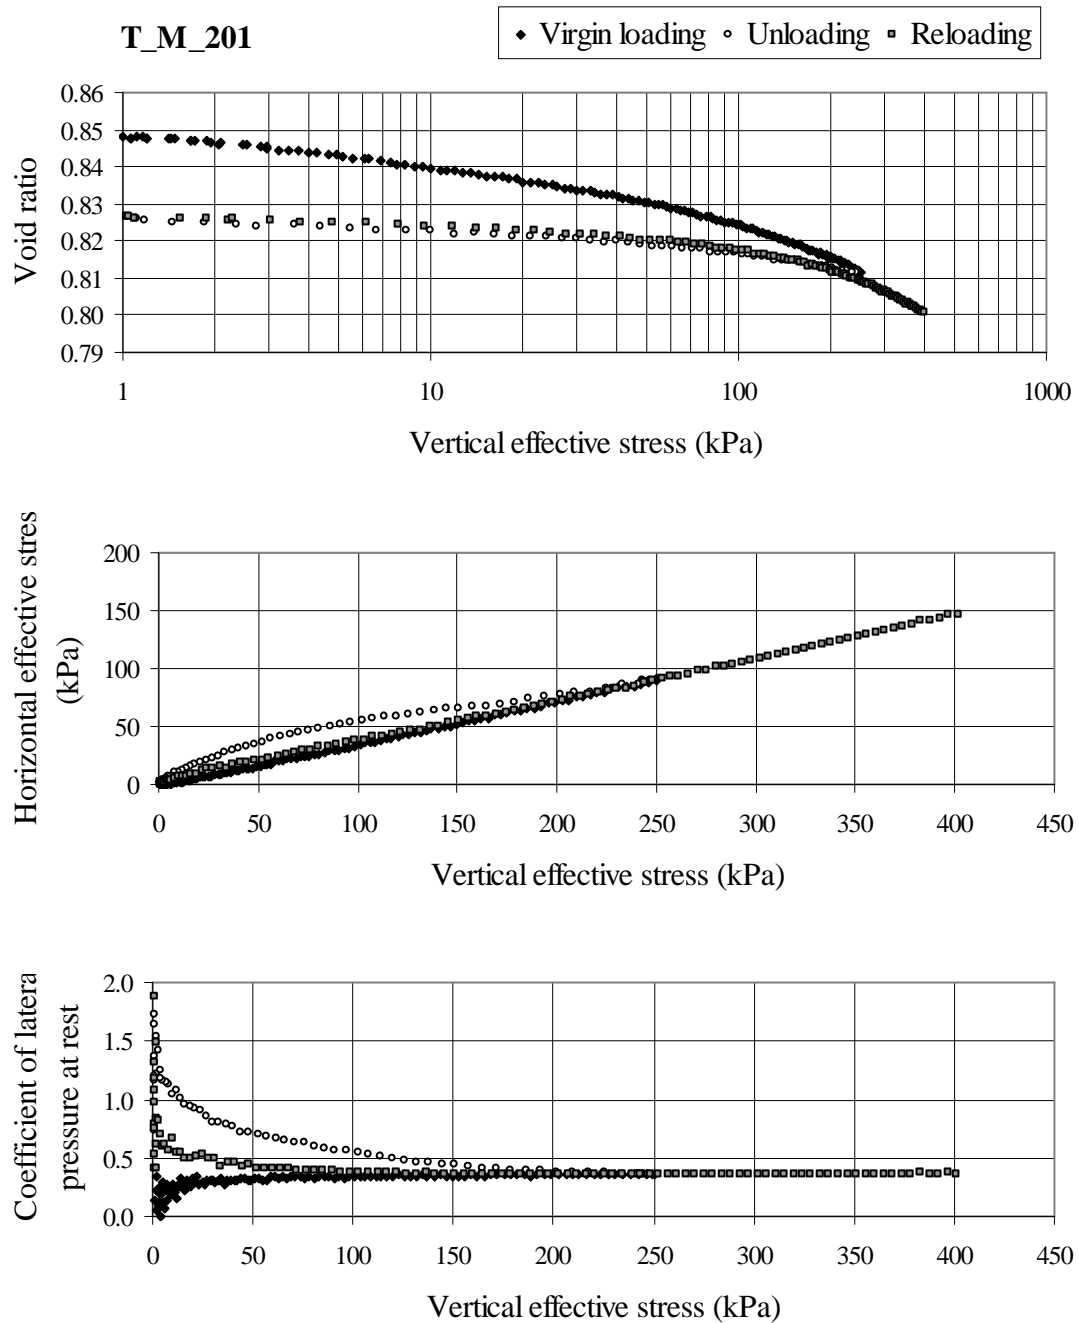 T_M_201
Virgin loading Unloading Reloading
0.86
0.85
0.84
0.83
0.82
0.81
0.80
0.79
Void ratio
1 10 100 1000
Vertical effective stress (kPa)
200
150
100
50
0
Horizontal effective stres
(kPa)
0 50 100 150 200 250 300 350 400 450
Vertical effective stress (kPa)
2.0
1.5
1.0
0.5
0.0
Coefficient of latera
pressure at rest
0 50 100 150 200 250 300 350 400 450
Vertical effective stress (kPa)